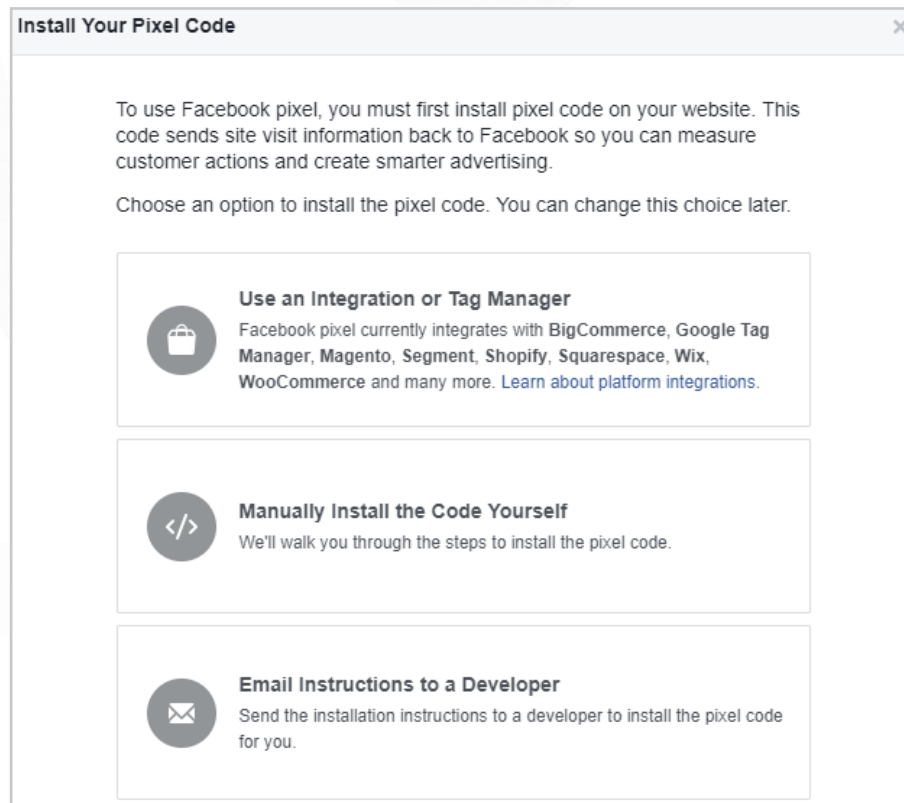 Install Your Pixel Code
To use Facebook pixel, you must first install pixel code on your website. This
code sends site visit information back to Facebook so you can measure
customer actions and create smarter advertising.
Choose an option to install the pixel code. You can change this choice later.
Use an Integration or Tag Manager
Facebook pixel currently integrates with BigCommerce, Google Tag
Manager, Magento, Segment, Shopify, Squarespace, Wix,
WooCommerce and many more. Learn about platform integrations.
Manually Install the Code Yourself
We'll walk you through the steps to install the pixel code.
Email Instructions to a Developer
Send the installation instructions to a developer to install the pixel code
for you.